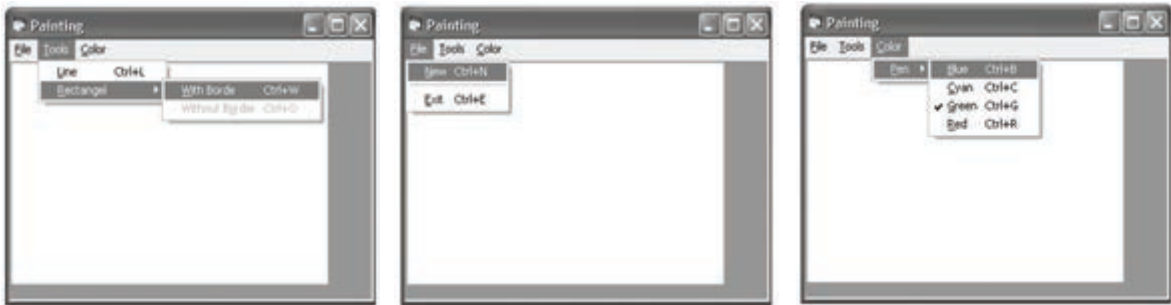 Painting
File Tools Color
Line Ctrl+L
Rectangel
With Borde Ctrl+W
Without Borde Ctrl+O
Painting
File Tools Color
New Ctrl+N
Exit Ctrl+E
Painting
File Tools Color
Pen
Blue Ctrl+B
Cyan Ctrl+C
Green Ctrl+G
Red Ctrl+R